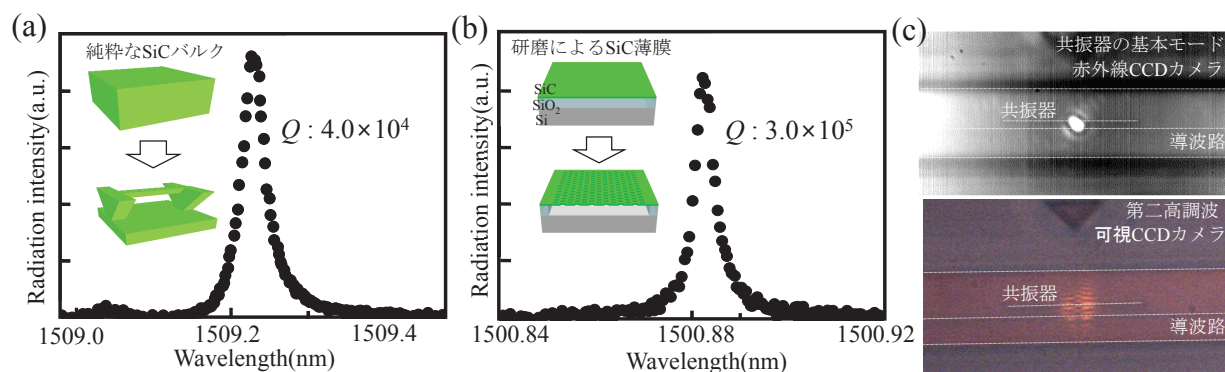 (a)
純粋なSiCバルク
Q : 4.0×10⁴
Radiation intensity(a.u.)
1509.0
1509.2
1509.4
Wavelength(nm)
(b)
研磨によるSiC薄膜
SiC
SiO₂
Si
Q : 3.0×10⁵
Radiation intensity(a.u.)
1500.84
1500.88
1500.92
Wavelength(nm)
(c)
共振器の基本モード
赤外線CCDカメラ
共振器
導波路
第二高調波
可視CCDカメラ
共振器
導波路